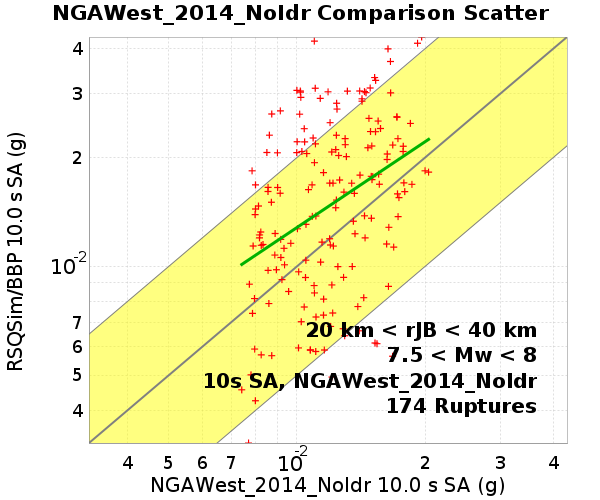 NGAWest_2014_NoIdr Comparison Scatter
RSQSim/BBP 10.0 s SA (g)
4
3
2
10-2
7
6
5
4
20 km < rJB < 40 km
7.5 < Mw < 8
10s SA, NGAWest_2014_NoIdr
174 Ruptures
4 5 6 7 10-2 2 3 4
NGAWest_2014_NoIdr 10.0 s SA (g)